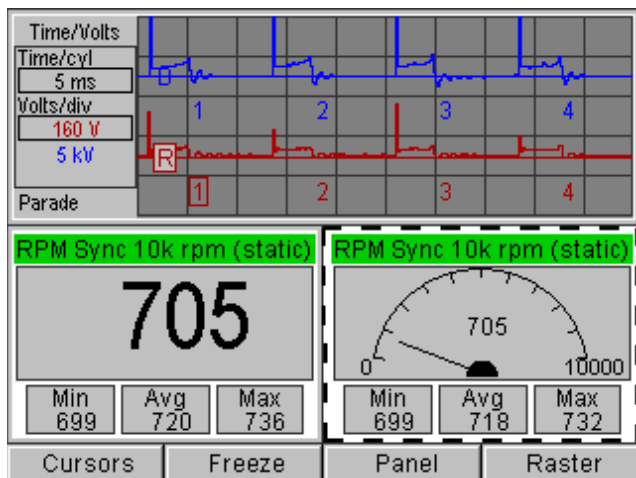 Time/Volts
Time/cyl
5 ms
Volts/div
160 V
5 kV
Parade
D
1 2 3 4
R
1 2 3 4
RPM Sync 10k rpm (static)
705
Min Avg Max
699 720 736
RPM Sync 10k rpm (static)
705
0 10000
Min Avg Max
699 718 732
Cursors Freeze Panel Raster